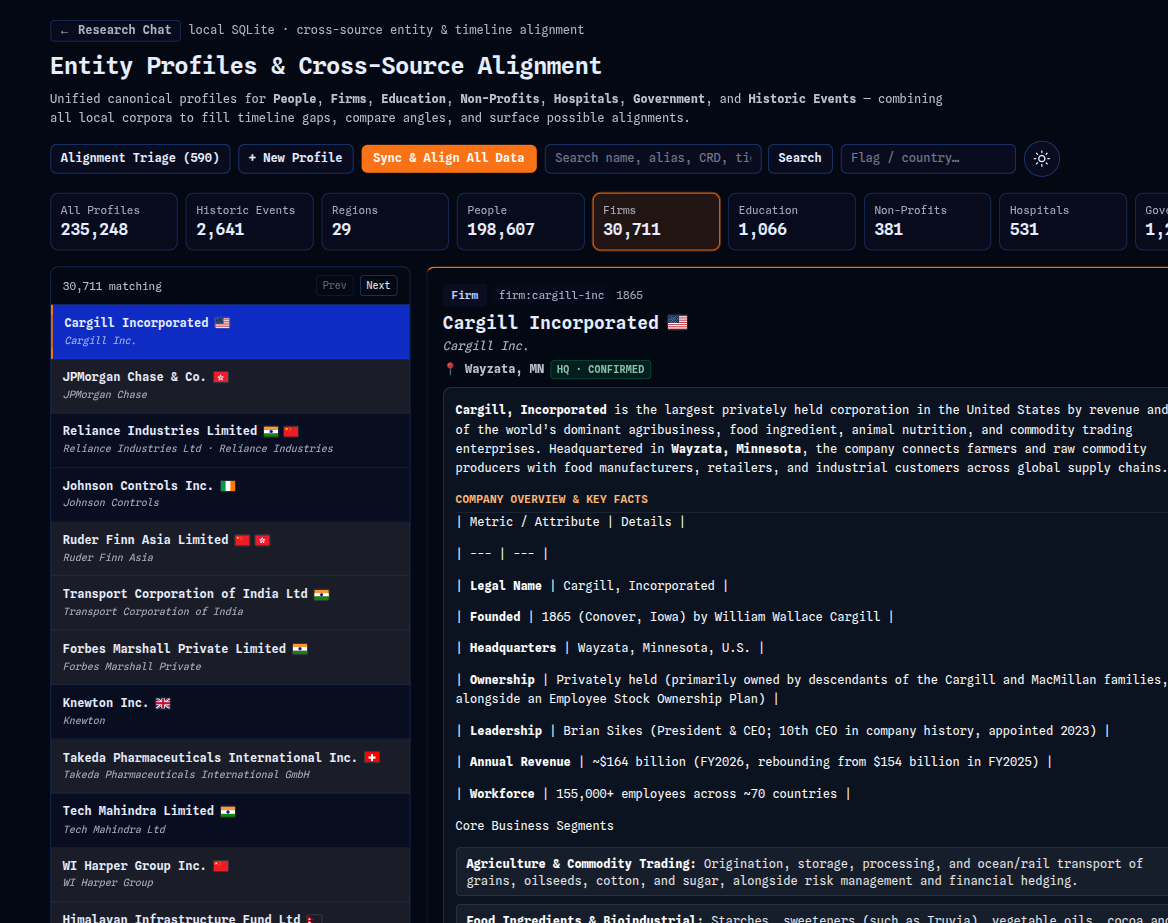 ← Research Chat local SQLite · cross-source entity & timeline alignment
Entity Profiles & Cross-Source Alignment
Unified canonical profiles for People, Firms, Education, Non-Profits, Hospitals, Government, and Historic Events — combining
all local corpora to fill timeline gaps, compare angles, and surface possible alignments.
Alignment Triage (590) + New Profile Sync & Align All Data Search name, alias, CRD, ti Search Flag / country…
All Profiles Historic Events Regions People Firms Education Non-Profits Hospitals
235,248 2,641 29 198,607 30,711 1,066 381 531
30,711 matching Prev Next
Cargill Incorporated
Cargill Inc.
JPMorgan Chase & Co.
JPMorgan Chase
Reliance Industries Limited
Reliance Industries Ltd · Reliance Industries
Johnson Controls Inc.
Johnson Controls
Ruder Finn Asia Limited
Ruder Finn Asia
Transport Corporation of India Ltd
Transport Corporation of India
Forbes Marshall Private Limited
Forbes Marshall Private
Knewton Inc.
Knewton
Takeda Pharmaceuticals International Inc.
Takeda Pharmaceuticals International GmbH
Tech Mahindra Limited
Tech Mahindra Ltd
WI Harper Group Inc.
WI Harper Group
Himalayan Infrastructure Fund Ltd
Firm firm:cargill-inc 1865
Cargill Incorporated
Cargill Inc.
Wayzata, MN HQ · CONFIRMED
Cargill, Incorporated is the largest privately held corporation in the United States by revenue and
of the world's dominant agribusiness, food ingredient, animal nutrition, and commodity trading
enterprises. Headquartered in Wayzata, Minnesota, the company connects farmers and raw commodity
producers with food manufacturers, retailers, and industrial customers across global supply chains.
COMPANY OVERVIEW & KEY FACTS
| Metric / Attribute | Details |
| --- | --- |
| Legal Name | Cargill, Incorporated |
| Founded | 1865 (Conover, Iowa) by William Wallace Cargill |
| Headquarters | Wayzata, Minnesota, U.S. |
| Ownership | Privately held (primarily owned by descendants of the Cargill and MacMillan families,
alongside an Employee Stock Ownership Plan) |
| Leadership | Brian Sikes (President & CEO; 10th CEO in company history, appointed 2023) |
| Annual Revenue | ~$164 billion (FY2026, rebounding from $154 billion in FY2025) |
| Workforce | 155,000+ employees across ~70 countries |
Core Business Segments
Agriculture & Commodity Trading: Origination, storage, processing, and ocean/rail transport of
grains, oilseeds, cotton, and sugar, alongside risk management and financial hedging.
Food Ingredients & Bioindustrial: Starches, sweeteners (such as Truvia), vegetable oils, cocoa